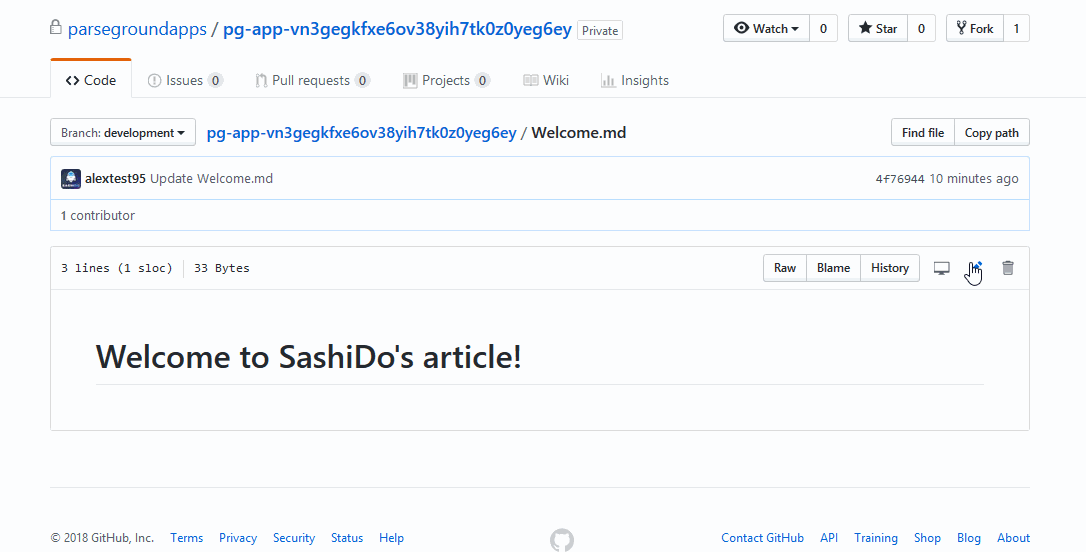 parsegroundapps / pg-app-vn3gegkfxe6ov38yih7tk0z0yeg6ey Private Watch 0 Star 0 Fork 1
Code Issues 0 Pull requests 0 Projects 0 Wiki Insights
Branch: development pg-app-vn3gegkfxe6ov38yih7tk0z0yeg6ey / Welcome.md Find file Copy path
alextest95 Update Welcome.md 4f76944 10 minutes ago
1 contributor
3 lines (1 sloc) 33 Bytes Raw Blame History
Welcome to SashiDo's article!
© 2018 GitHub, Inc. Terms Privacy Security Status Help Contact GitHub API Training Shop Blog About